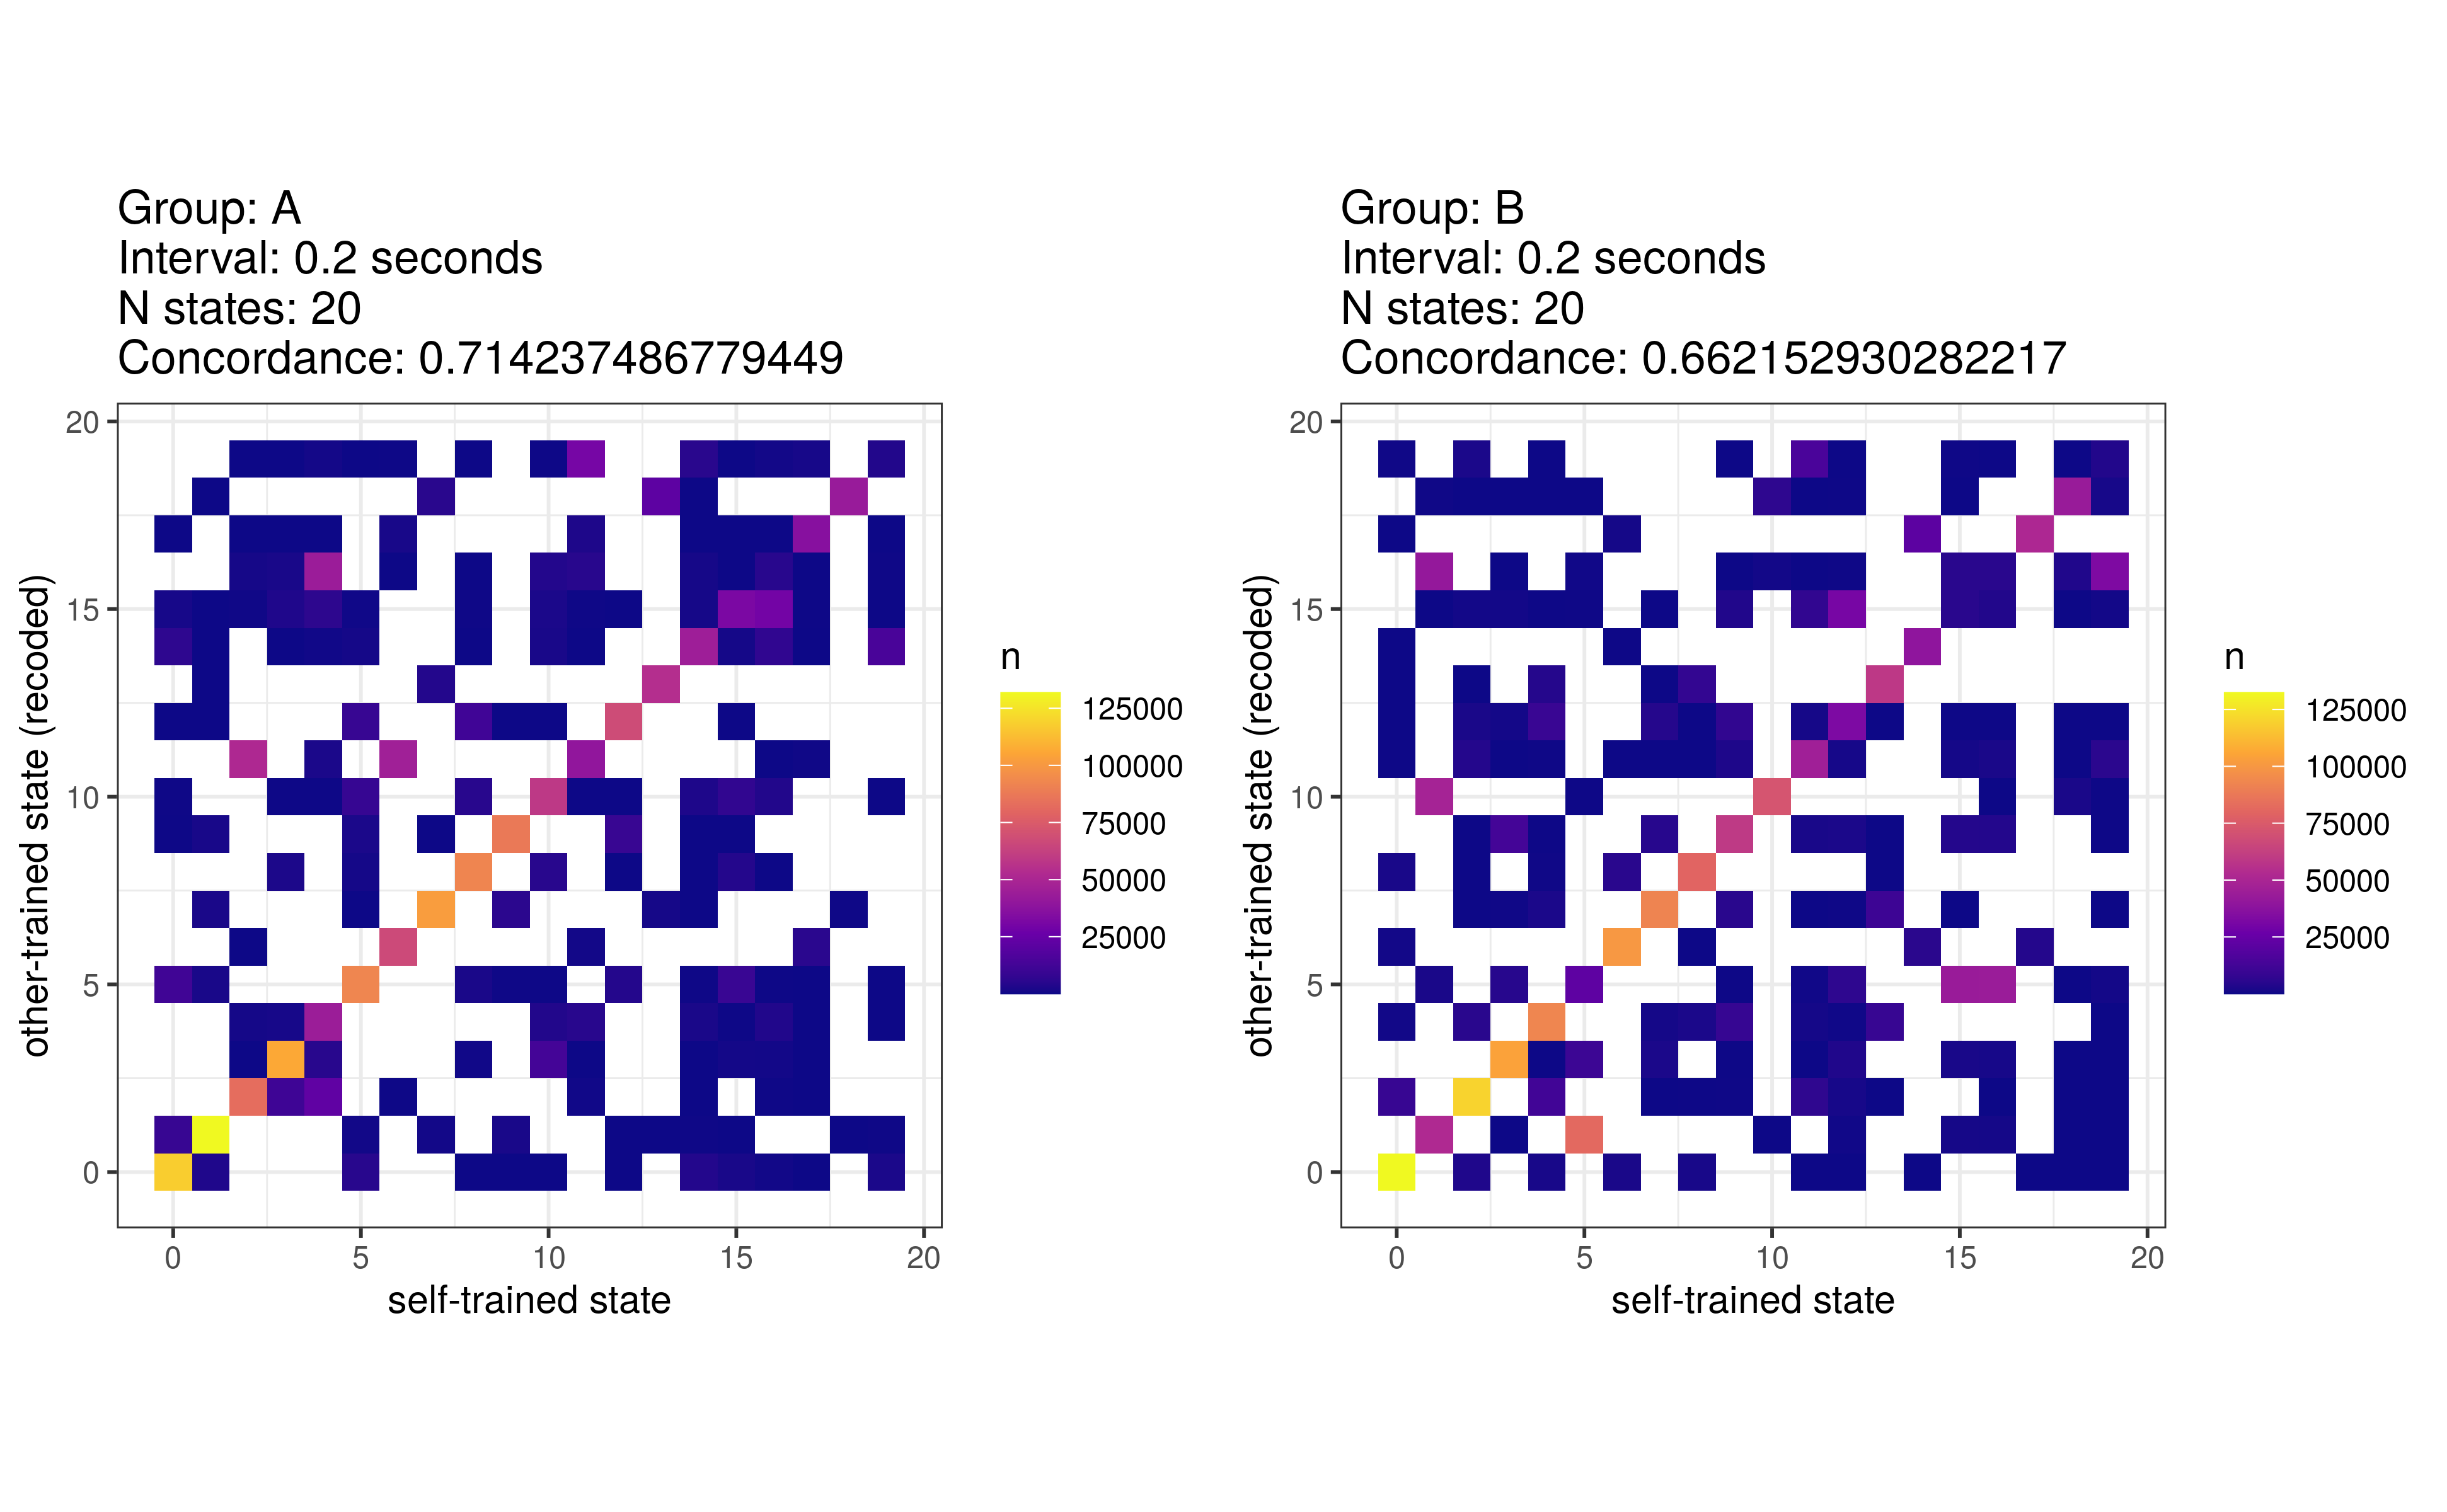 Group: A
Interval: 0.2 seconds
N states: 20
Concordance: 0.714237486779449
20
15
10
5
0
other-trained state (recoded)
0 5 10 15 20
self-trained state
n
125000
100000
75000
50000
25000
Group: B
Interval: 0.2 seconds
N states: 20
Concordance: 0.662152930282217
20
15
10
5
0
other-trained state (recoded)
0 5 10 15 20
self-trained state
n
125000
100000
75000
50000
25000